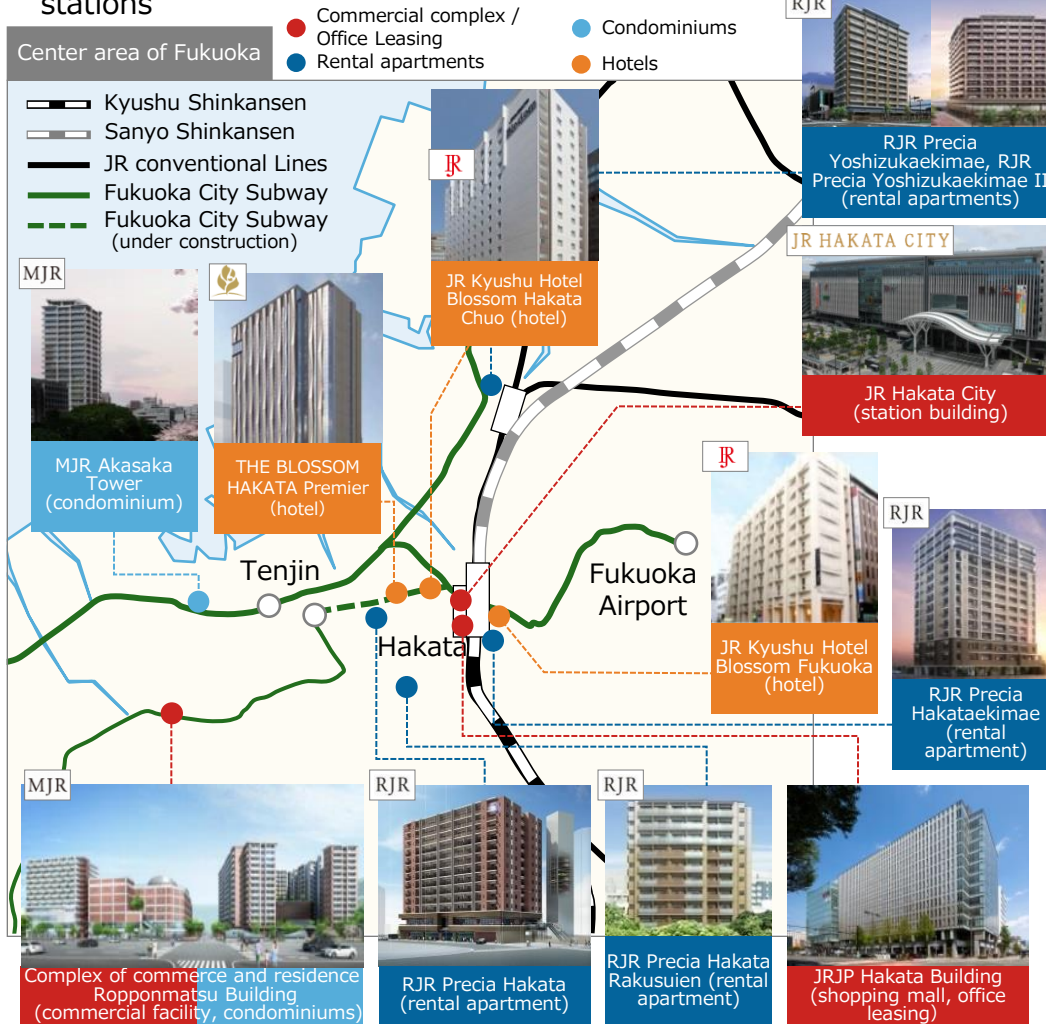 stations
Center area of Fukuoka
Commercial complex /
Office Leasing
Rental apartments
Condominiums
Hotels
Kyushu Shinkansen
Sanyo Shinkansen
JR conventional Lines
Fukuoka City Subway
Fukuoka City Subway
(under construction)
RJR
RJR Precia
Yoshizukaekimae, RJR
Precia Yoshizukaekimae II
(rental apartments)
JR
JR Kyushu Hotel
Blossom Hakata
Chuo (hotel)
JR HAKATA CITY
JR Hakata City
(station building)
MJR
MJR Akasaka
Tower
(condominium)
THE BLOSSOM
HAKATA Premier
(hotel)
JR
JR Kyushu Hotel
Blossom Fukuoka
(hotel)
RJR
RJR Precia
Hakataekimae
(rental
apartment)
Tenjin
Hakata
Fukuoka
Airport
MJR
Complex of commerce and residence
Ropponmatsu Building
(commercial facility, condominiums)
RJR
RJR Precia Hakata
(rental apartment)
RJR
RJR Precia Hakata
Rakusuien (rental
apartment)
JRJP Hakata Building
(shopping mall, office
leasing)